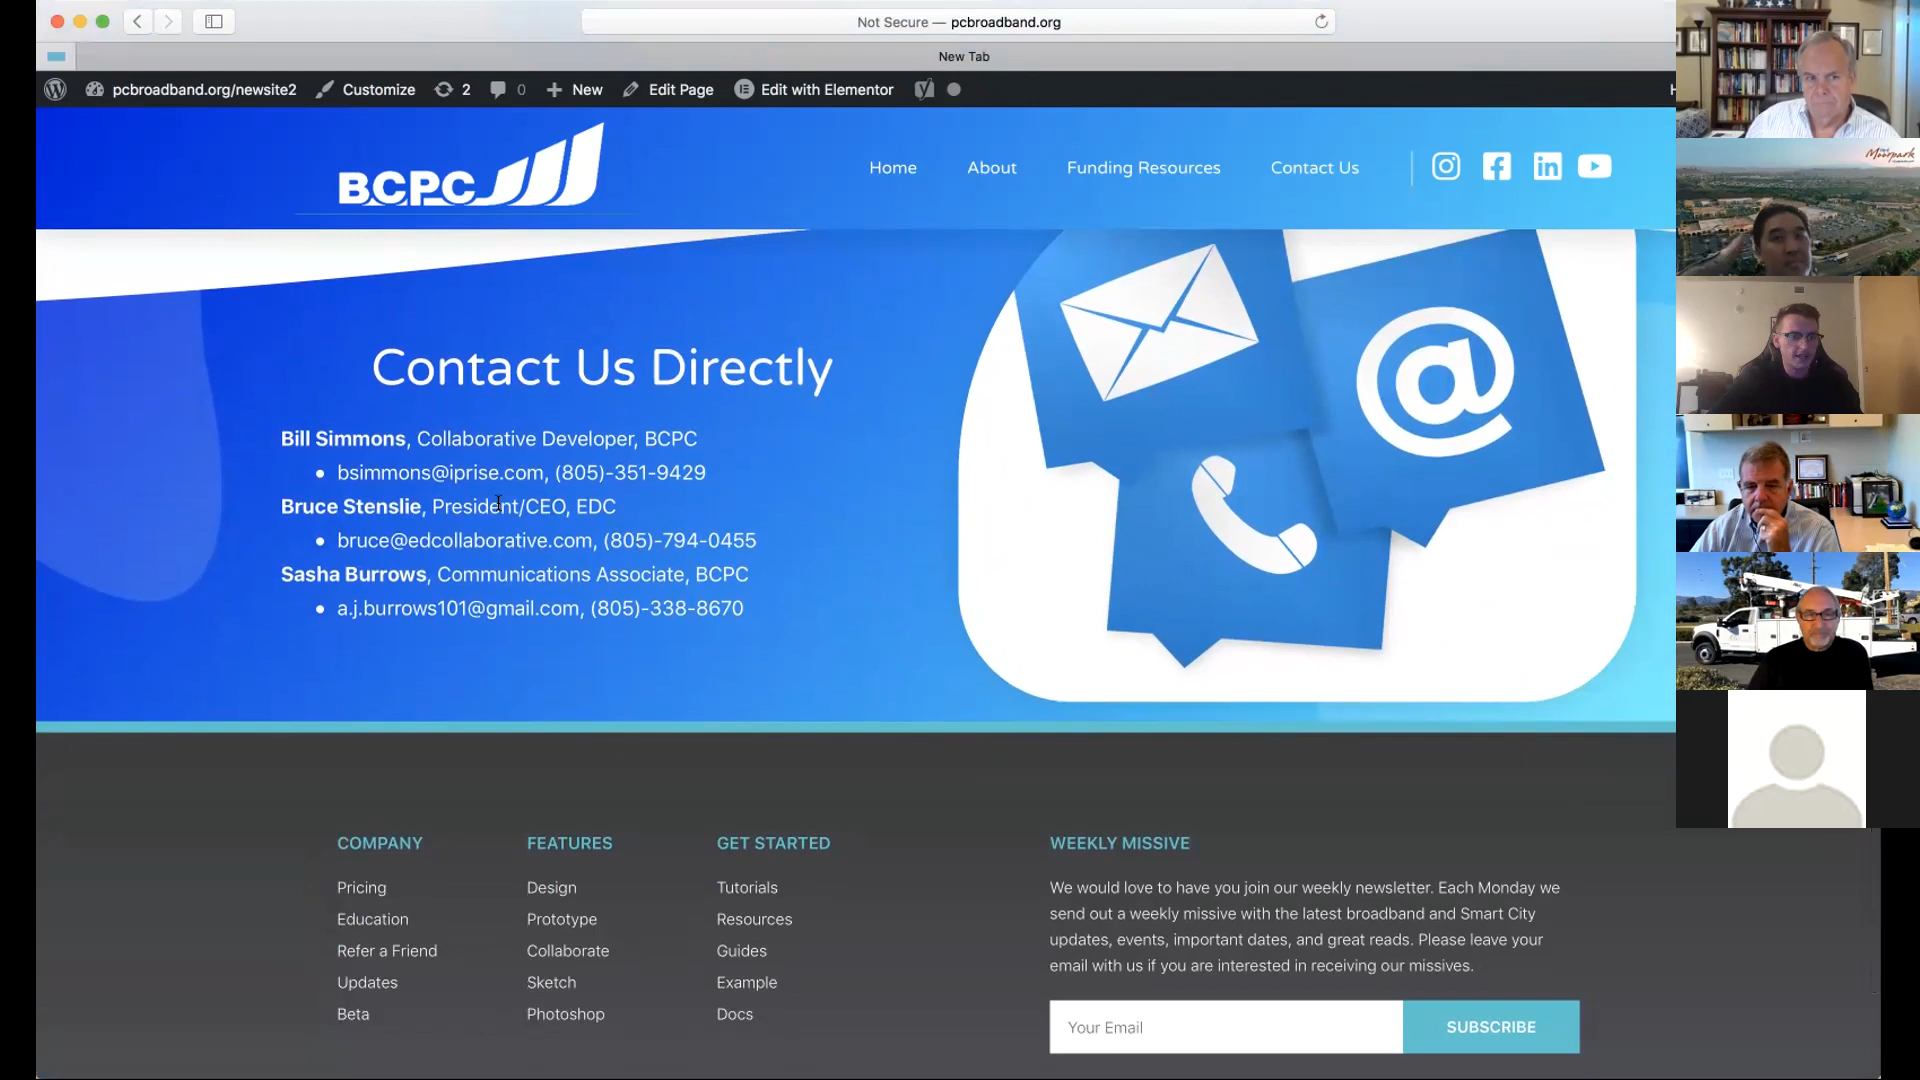 Not Secure — pcbroadband.org
New Tab
pcbroadband.org/newsite2 Customize 2 0 New Edit Page Edit with Elementor
BCPC
Home About Funding Resources Contact Us
Moorpark
Contact Us Directly
Bill Simmons, Collaborative Developer, BCPC
• bsimmons@iprise.com, (805)-351-9429
Bruce Stenslie, President/CEO, EDC
• bruce@edcollaborative.com, (805)-794-0455
Sasha Burrows, Communications Associate, BCPC
• a.j.burrows101@gmail.com, (805)-338-8670
COMPANY
Pricing
Education
Refer a Friend
Updates
Beta
FEATURES
Design
Prototype
Collaborate
Sketch
Photoshop
GET STARTED
Tutorials
Resources
Guides
Example
Docs
WEEKLY MISSIVE
We would love to have you join our weekly newsletter. Each Monday we
send out a weekly missive with the latest broadband and Smart City
updates, events, important dates, and great reads. Please leave your
email with us if you are interested in receiving our missives.
Your Email
SUBSCRIBE